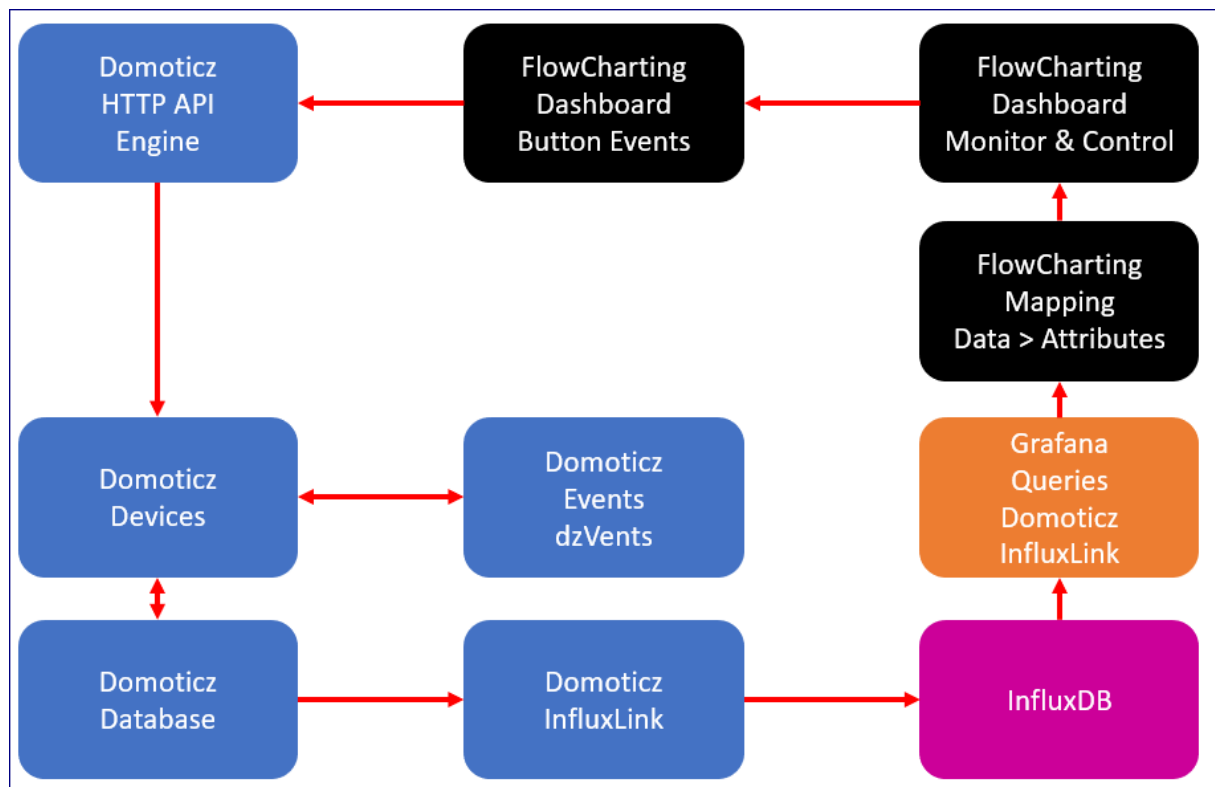 Domoticz
HTTP API
Engine
FlowCharting
Dashboard
Button Events
FlowCharting
Dashboard
Monitor & Control
FlowCharting
Mapping
Data > Attributes
Domoticz
Devices
Domoticz
Events
dzVents
Grafana
Queries
Domoticz
InfluxLink
Domoticz
Database
Domoticz
InfluxLink
InfluxDB